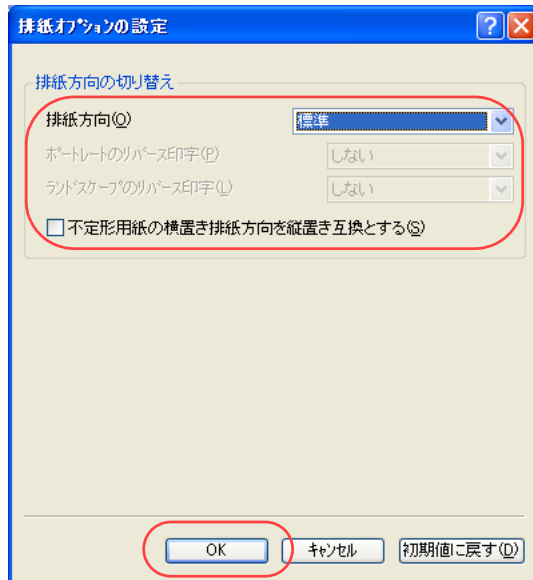 排紙ｵﾌﾟｼｮﾝの設定
排紙方向の切り替え
排紙方向(O) 標準
ﾎﾟｰﾄﾚｰﾄのﾘﾊﾞｰｽ印字(P) しない
ﾗﾝﾄﾞｽｹｰﾌﾟのﾘﾊﾞｰｽ印字(L) しない
不定形用紙の横置き排紙方向を縦置き互換とする(S)
OK ｷｬﾝｾﾙ 初期値に戻す(D)